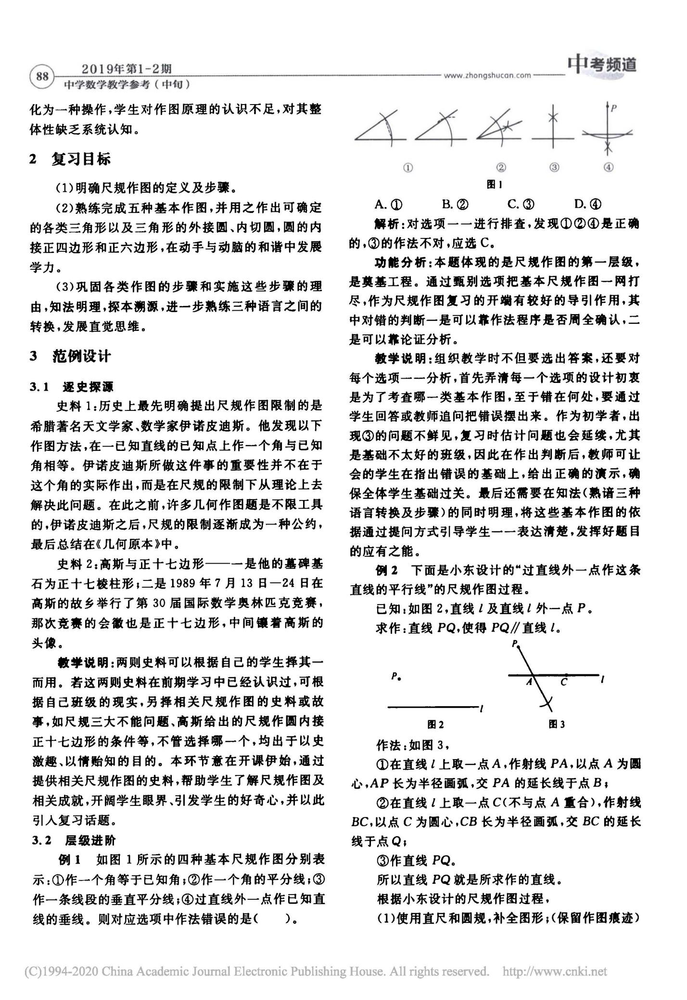 88
2019年第1-2期
中学数学教学参考(中旬)
www.zhongshucan.com
中考频道
化为一种操作,学生对作图原理的认识不足,对其整
体性缺乏系统认知。
2 复习目标
(1)明确尺规作图的定义及步骤。
(2)熟练完成五种基本作图,并用之作出可确定
的各类三角形以及三角形的外接圆、内切圆,圆的内
接正四边形和正六边形,在动手与动脑的和谐中发展
学力。
(3)巩固各类作图的步骤和实施这些步骤的理
由,知法明理,探本溯源,进一步熟练三种语言之间的
转换,发展直觉思维。
3 范例设计
3.1 逐史探源
史料1:历史上最先明确提出尺规作图限制的是
希腊著名天文学家、数学家伊诺皮迪斯。他发现以下
作图方法,在一已知直线的已知点上作一个角与已知
角相等。伊诺皮迪斯所做这件事的重要性并不在于
这个角的实际作出,而是在尺规的限制下从理论上去
解决此问题。在此之前,许多几何作图题是不限工具
的,伊诺皮迪斯之后,尺规的限制逐渐成为一种公约,
最后总结在《几何原本》中。
史料2:高斯与正十七边形——一是他的墓碑基
石为正十七棱柱形;二是1989年7月13日—24日在
高斯的故乡举行了第30届国际数学奥林匹克竞赛,
那次竞赛的会徽也是正十七边形,中间镶着高斯的
头像。
教学说明:两则史料可以根据自己的学生择其一
而用。若这两则史料在前期学习中已经认识过,可根
据自己班级的现实,另择相关尺规作图的史料或故
事,如尺规三大不能问题、高斯给出的尺规作圆内接
正十七边形的条件等,不管选择哪一个,均出于以史
激趣、以情贻知的目的。本环节意在开课伊始,通过
提供相关尺规作图的史料,帮助学生了解尺规作图及
相关成就,开阔学生眼界、引发学生的好奇心,并以此
引入复习话题。
3.2 层级进阶
例1 如图1所示的四种基本尺规作图分别表
示:①作一个角等于已知角;②作一个角的平分线;③
作一条线段的垂直平分线;④过直线外一点作已知直
线的垂线。则对应选项中作法错误的是( )。
P
① ② ③ ④
图1
A.① B.② C.③ D.④
解析:对选项一一进行排查,发现①②④是正确
的,③的作法不对,应选C。
功能分析:本题体现的是尺规作图的第一层级,
是奠基工程。通过甄别选项把基本尺规作图一网打
尽,作为尺规作图复习的开端有较好的导引作用,其
中对错的判断一是可以靠作法程序是否周全确认,二
是可以靠论证分析。
教学说明:组织教学时不但要选出答案,还要对
每个选项一一分析,首先弄清每一个选项的设计初衷
是为了考查哪一类基本作图,至于错在何处,要通过
学生回答或教师追问把错误摆出来。作为初学者,出
现③的问题不鲜见,复习时估计问题也会延续,尤其
是基础不太好的班级,因此在作出判断后,教师可让
会的学生在指出错误的基础上,给出正确的演示,确
保全体学生基础过关。最后还需要在知法(熟谙三种
语言转换及步骤)的同时明理,将这些基本作图的依
据通过提问方式引导学生一一表达清楚,发挥好题目
的应有之能。
例2 下面是小东设计的“过直线外一点作这条
直线的平行线”的尺规作图过程。
已知:如图2,直线l及直线l外一点P。
求作:直线PQ,使得PQ∥直线l。
P
l
图2
P
A C l
图3
作法:如图3,
①在直线l上取一点A,作射线PA,以点A为圆
心,AP长为半径画弧,交PA的延长线于点B;
②在直线l上取一点C(不与点A重合),作射线
BC,以点C为圆心,CB长为半径画弧,交BC的延长
线于点Q;
③作直线PQ。
所以直线PQ就是所求作的直线。
根据小东设计的尺规作图过程,
(1)使用直尺和圆规,补全图形;(保留作图痕迹)
(C)1994-2020 China Academic Journal Electronic Publishing House. All rights reserved. http://www.cnki.net